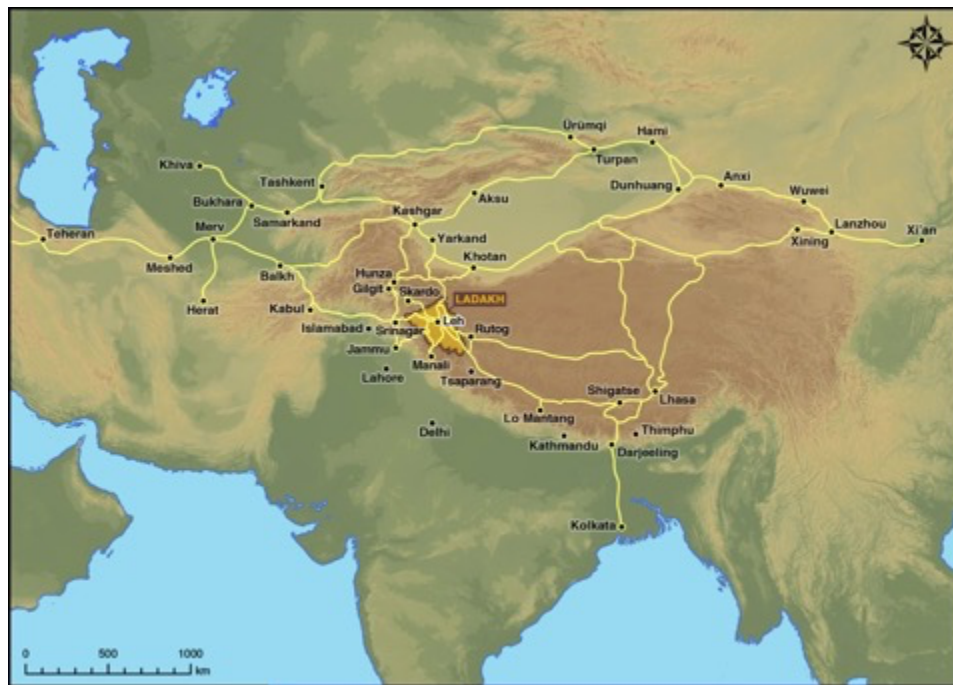 Ürümqi
Hami
Turpan
Khiva
Tashkent
Dunhuang
Anxi
Aksu
Wuwei
Bukhara
Samarkand
Kashgar
Lanzhou
Xi'an
Teheran
Merv
Yarkand
Xining
Meshed
Balkh
Khotan
Hunza
Gilgit
Skardo
LADAKH
Herat
Kabul
Islamabad
Srinagar
Leh
Rutog
Jammu
Manali
Lahore
Tsaparang
Shigatse
Lhasa
Lo Mantang
Delhi
Kathmandu
Thimphu
Darjeeling
Kolkata
0 500 1000
km